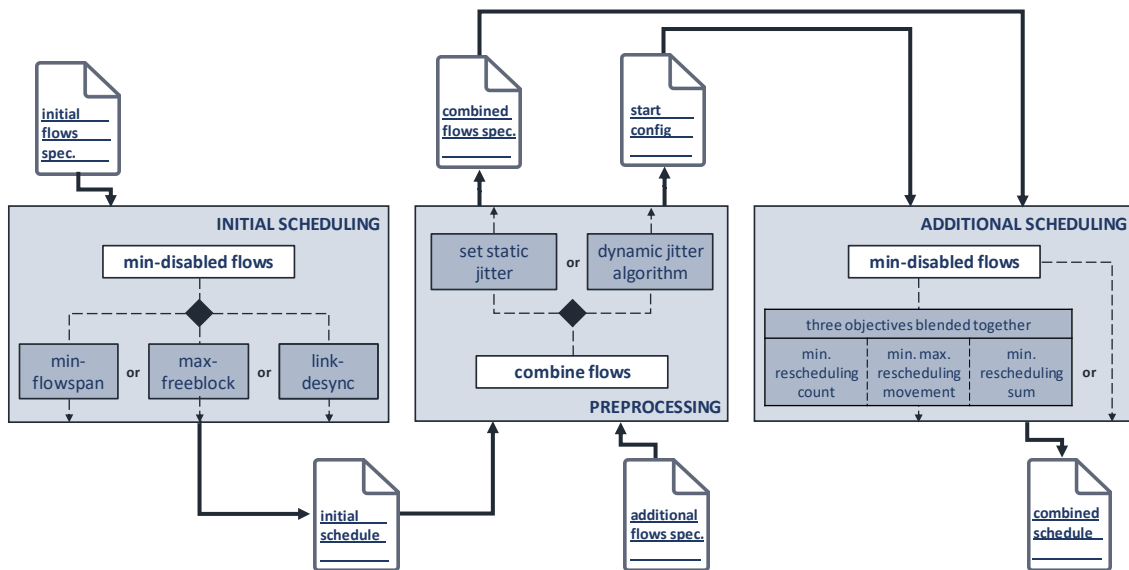 initial
flows
spec.
combined
flows spec.
start
config
INITIAL SCHEDULING
min-disabled flows
min-
flowspan
or
max-
freeblock
or
link-
desync
set static
jitter
or
dynamic jitter
algorithm
combine flows
PREPROCESSING
ADDITIONAL SCHEDULING
min-disabled flows
three objectives blended together
min.
rescheduling
count
min. max.
rescheduling
movement
min.
rescheduling
sum
or
initial
schedule
additional
flows spec.
combined
schedule